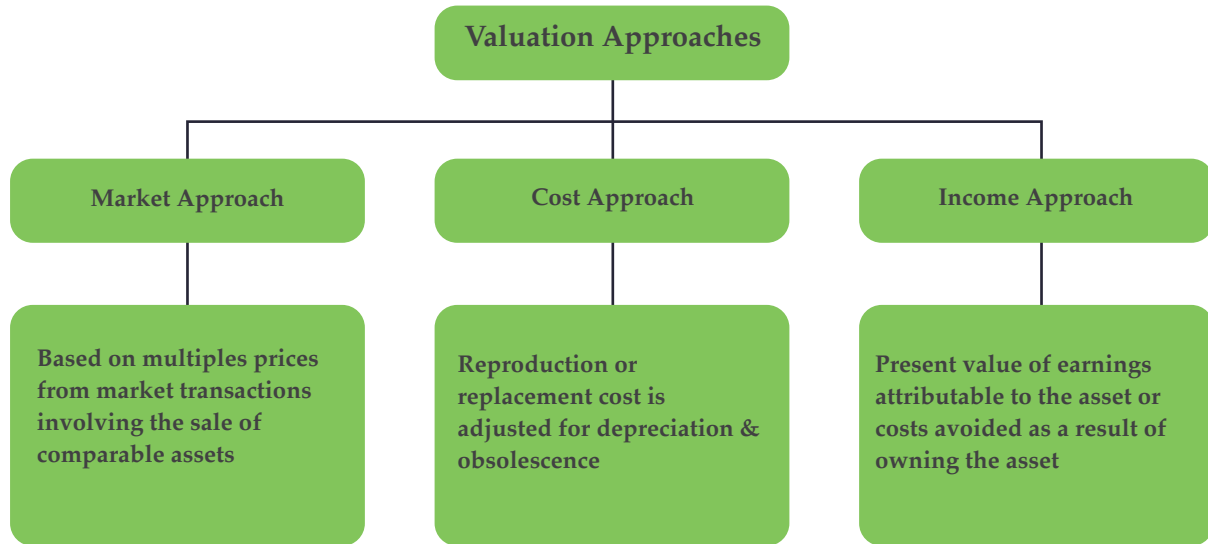 Valuation Approaches
Market Approach
Cost Approach
Income Approach
Based on multiples prices
from market transactions
involving the sale of
comparable assets
Reproduction or
replacement cost is
adjusted for depreciation &
obsolescence
Present value of earnings
attributable to the asset or
costs avoided as a result of
owning the asset